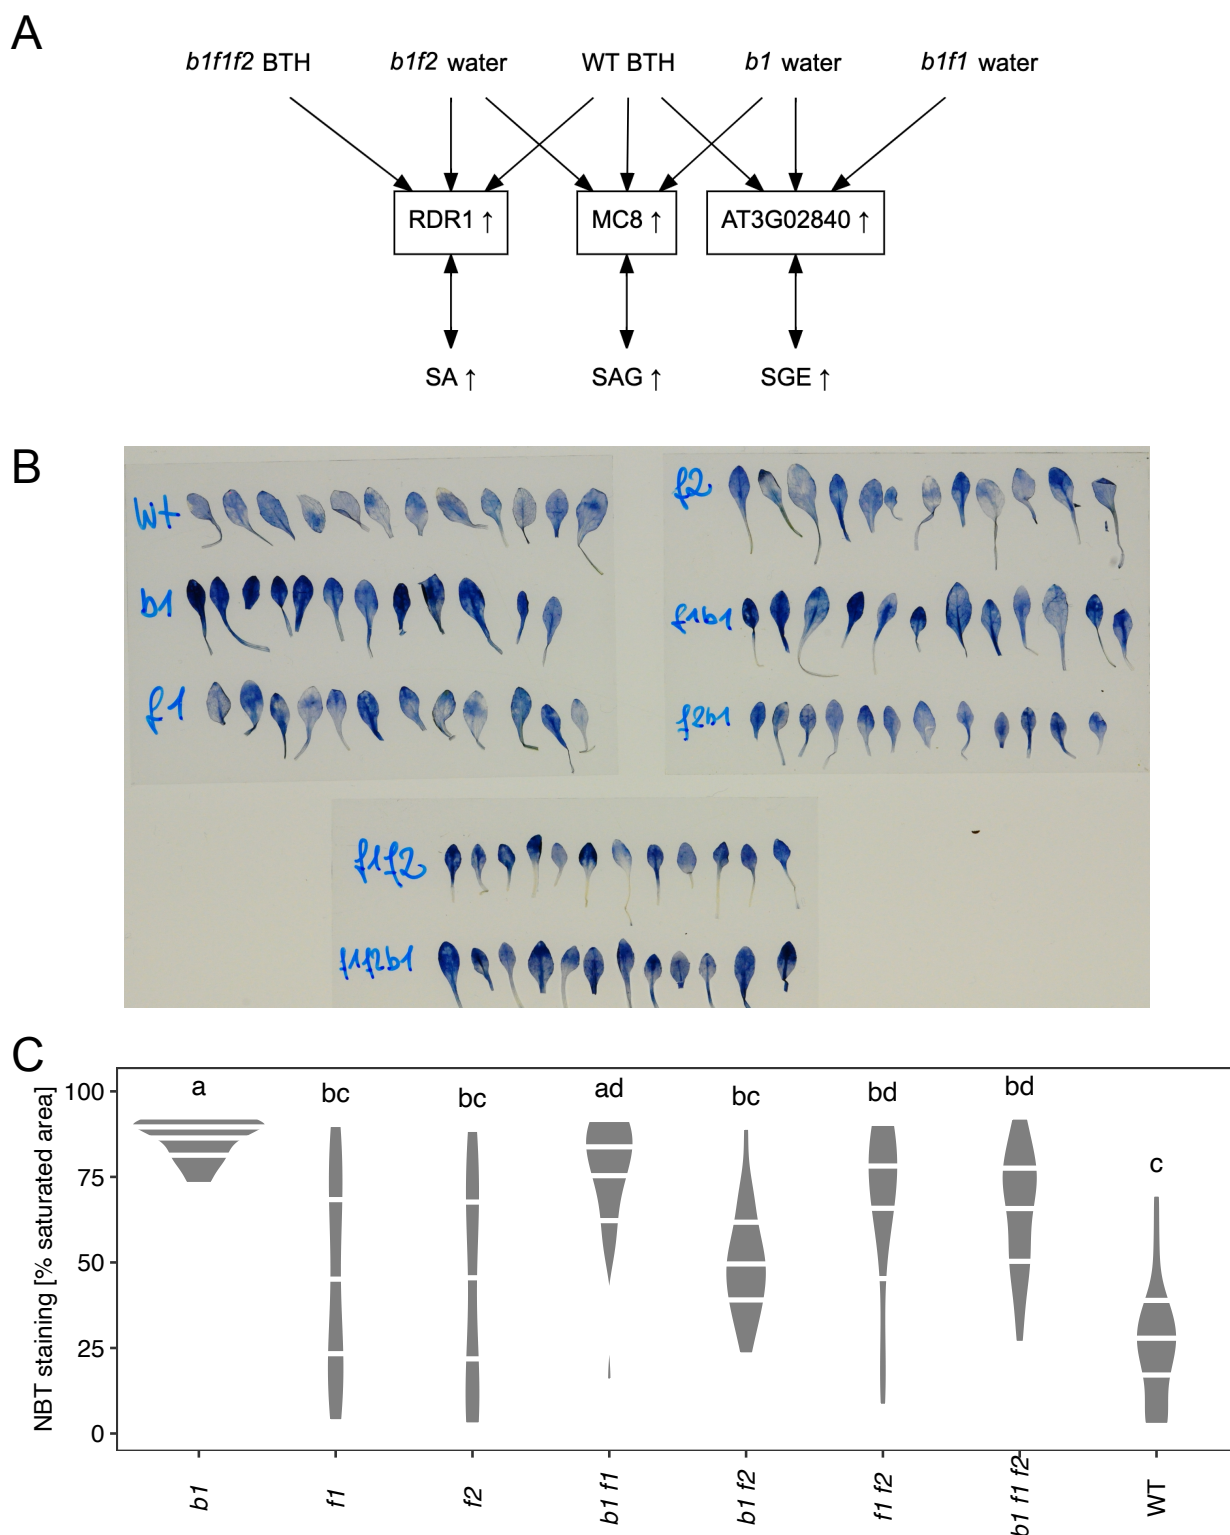 A
b1f1f2 BTH b1f2 water WT BTH b1 water b1f1 water
RDR1 ↑ MC8 ↑ AT3G02840 ↑
SA ↑ SAG ↑ SGE ↑
B
Wt
b1
f1
f2
f1b1
f2b1
f1f2
f1f2b1
C
NBT staining [% saturated area]
100
75
50
25
0
a bc bc ad bc bd bd c
b1 f1 f2 b1 f1 b1 f2 f1 f2 b1 f1 f2 WT